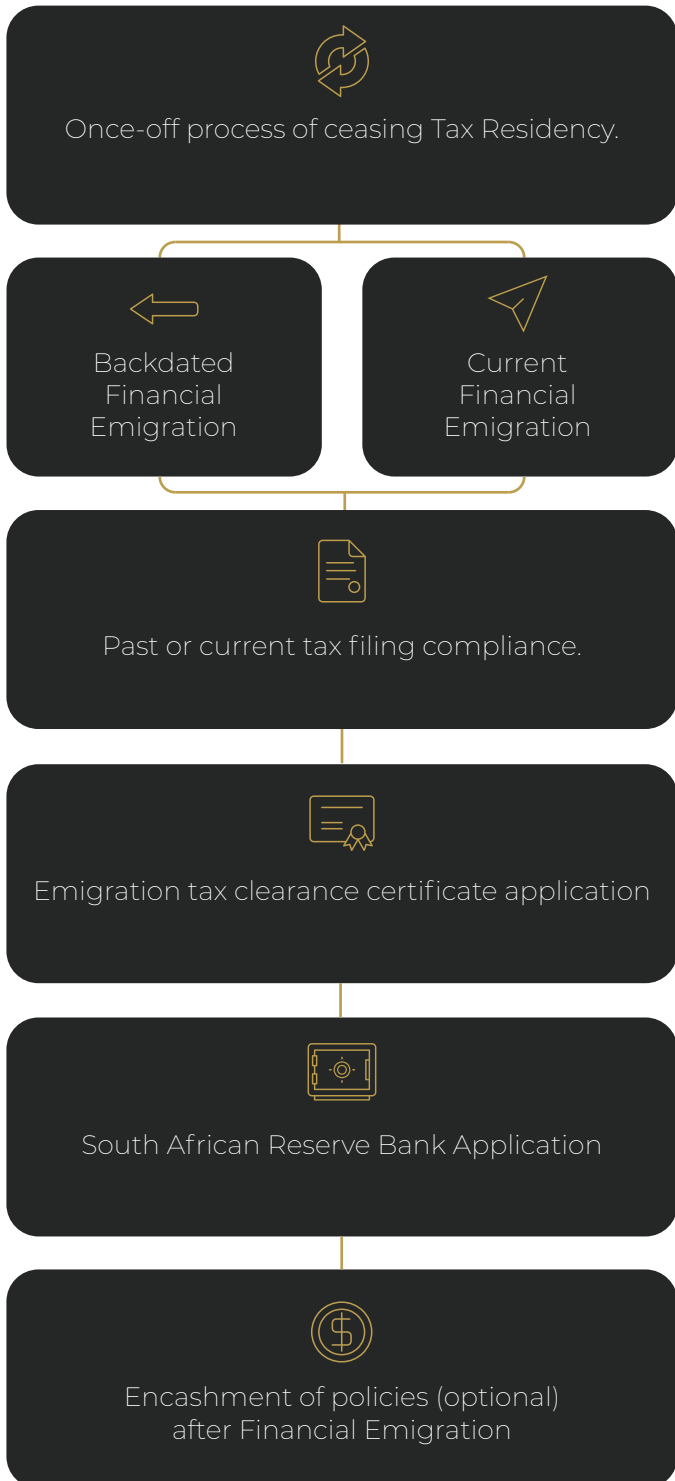 Once-off process of ceasing Tax Residency.
Backdated
Financial
Emigration
Current
Financial
Emigration
Past or current tax filing compliance.
Emigration tax clearance certificate application
South African Reserve Bank Application
Encashment of policies (optional)
after Financial Emigration